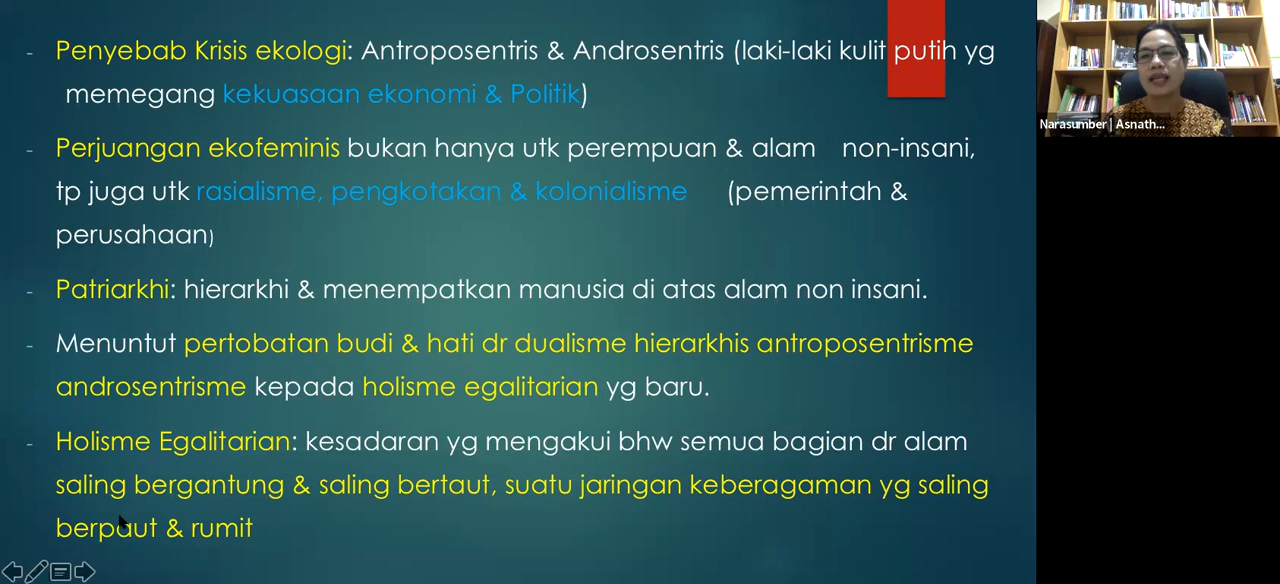 - Penyebab Krisis ekologi: Antroposentris & Androsentris (laki-laki kulit putih yg
memegang kekuasaan ekonomi & Politik)
- Perjuangan ekofeminis bukan hanya utk perempuan & alam non-insani,
tp juga utk rasialisme, pengkotakan & kolonialisme (pemerintah &
perusahaan)
- Patriarkhi: hierarkhi & menempatkan manusia di atas alam non insani.
- Menuntut pertobatan budi & hati dr dualisme hierarkhis antroposentrisme
androsentrisme kepada holisme egalitarian yg baru.
- Holisme Egalitarian: kesadaran yg mengakui bhw semua bagian dr alam
saling bergantung & saling bertaut, suatu jaringan keberagaman yg saling
berpaut & rumit
Narasumber | Asnath...